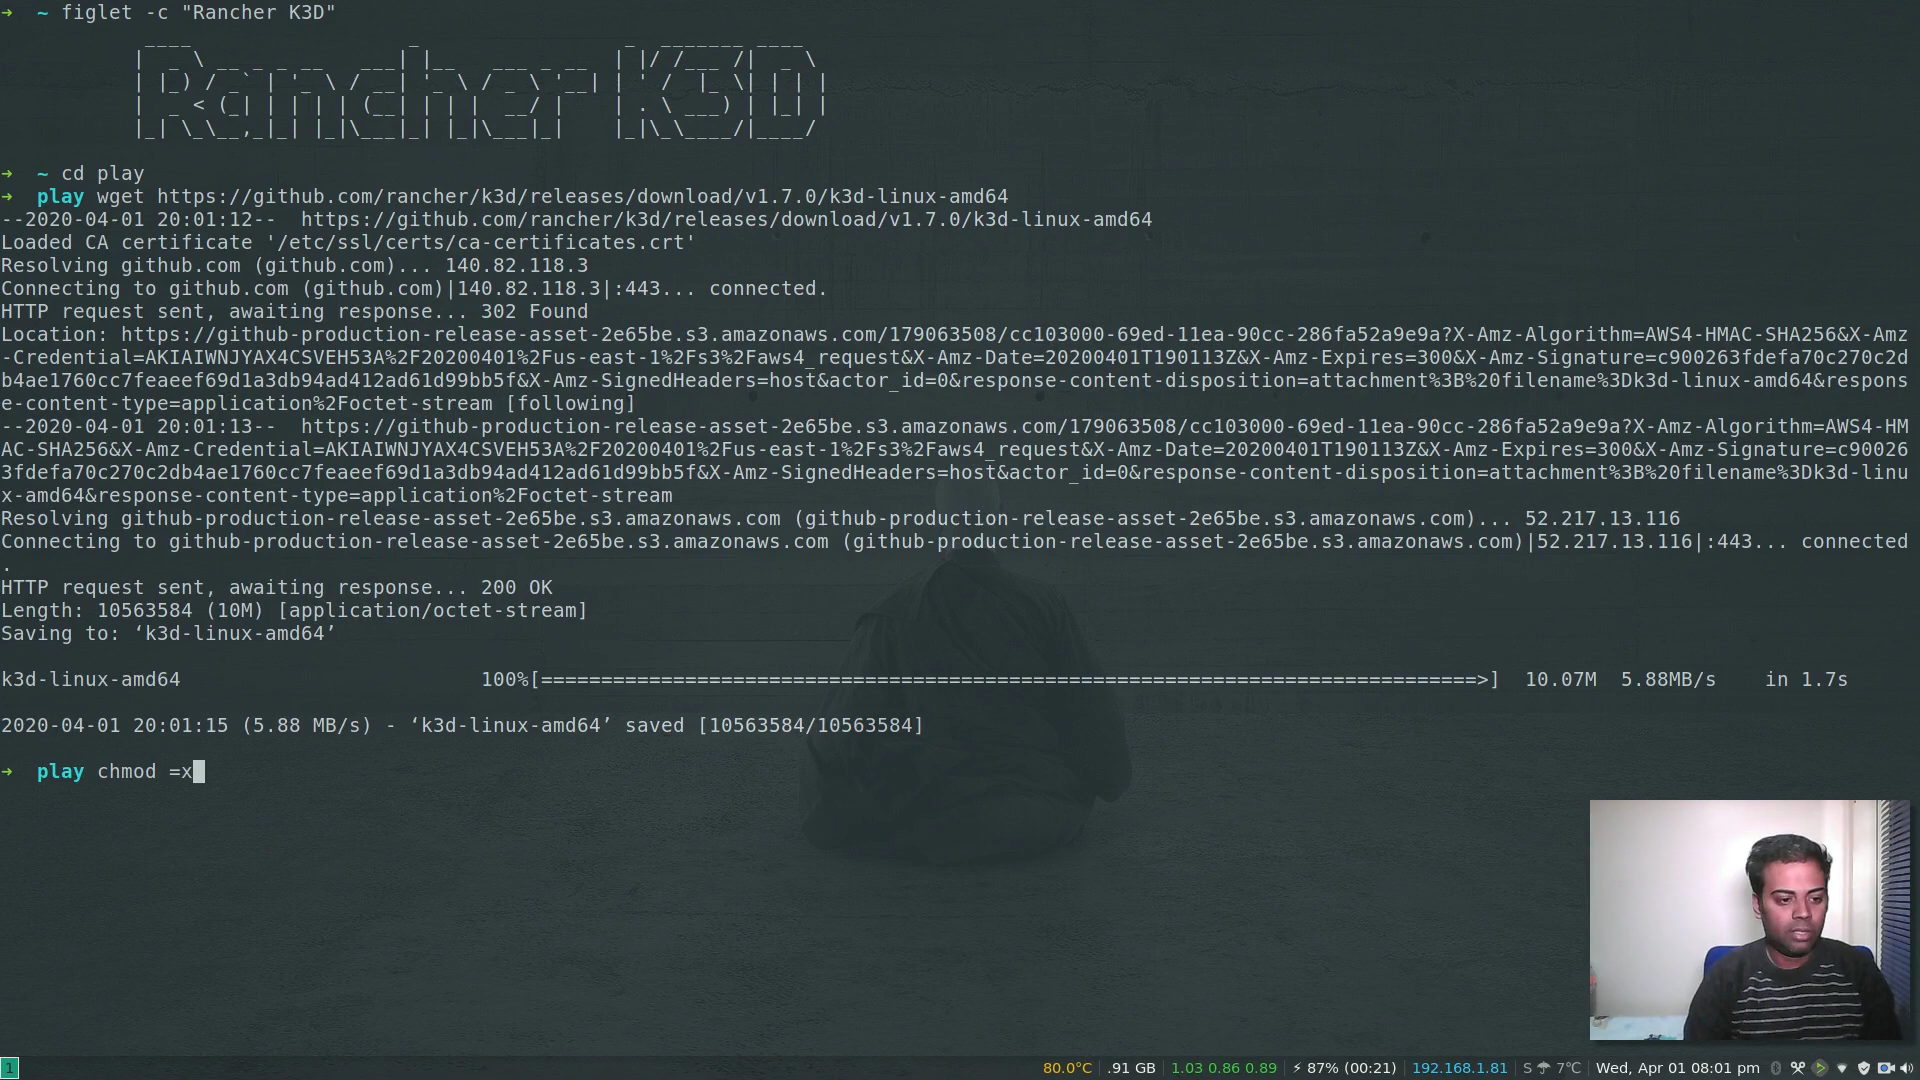 ➜  ~ figlet -c "Rancher K3D"
Rancher K3D
➜  ~ cd play
➜  play wget https://github.com/rancher/k3d/releases/download/v1.7.0/k3d-linux-amd64
--2020-04-01 20:01:12--  https://github.com/rancher/k3d/releases/download/v1.7.0/k3d-linux-amd64
Loaded CA certificate '/etc/ssl/certs/ca-certificates.crt'
Resolving github.com (github.com)... 140.82.118.3
Connecting to github.com (github.com)|140.82.118.3|:443... connected.
HTTP request sent, awaiting response... 302 Found
Location: https://github-production-release-asset-2e65be.s3.amazonaws.com/179063508/cc103000-69ed-11ea-90cc-286fa52a9e9a?X-Amz-Algorithm=AWS4-HMAC-SHA256&X-Amz
-Credential=AKIAIWNJYAX4CSVEH53A%2F20200401%2Fus-east-1%2Fs3%2Faws4_request&X-Amz-Date=20200401T190113Z&X-Amz-Expires=300&X-Amz-Signature=c900263fdefa70c270c2d
b4ae1760cc7feaeef69d1a3db94ad412ad61d99bb5f&X-Amz-SignedHeaders=host&actor_id=0&response-content-disposition=attachment%3B%20filename%3Dk3d-linux-amd64&respons
e-content-type=application%2Foctet-stream [following]
--2020-04-01 20:01:13--  https://github-production-release-asset-2e65be.s3.amazonaws.com/179063508/cc103000-69ed-11ea-90cc-286fa52a9e9a?X-Amz-Algorithm=AWS4-HM
AC-SHA256&X-Amz-Credential=AKIAIWNJYAX4CSVEH53A%2F20200401%2Fus-east-1%2Fs3%2Faws4_request&X-Amz-Date=20200401T190113Z&X-Amz-Expires=300&X-Amz-Signature=c90026
3fdefa70c270c2db4ae1760cc7feaeef69d1a3db94ad412ad61d99bb5f&X-Amz-SignedHeaders=host&actor_id=0&response-content-disposition=attachment%3B%20filename%3Dk3d-linu
x-amd64&response-content-type=application%2Foctet-stream
Resolving github-production-release-asset-2e65be.s3.amazonaws.com (github-production-release-asset-2e65be.s3.amazonaws.com)... 52.217.13.116
Connecting to github-production-release-asset-2e65be.s3.amazonaws.com (github-production-release-asset-2e65be.s3.amazonaws.com)|52.217.13.116|:443... connected
.
HTTP request sent, awaiting response... 200 OK
Length: 10563584 (10M) [application/octet-stream]
Saving to: ‘k3d-linux-amd64’
k3d-linux-amd64 100%[==============================================================================>] 10.07M  5.88MB/s    in 1.7s
2020-04-01 20:01:15 (5.88 MB/s) - ‘k3d-linux-amd64’ saved [10563584/10563584]
➜  play chmod =x
1 80.0°C .91 GB 1.03 0.86 0.89 ⚡ 87% (00:21) 192.168.1.81 S ☂ 7℃ Wed, Apr 01 08:01 pm